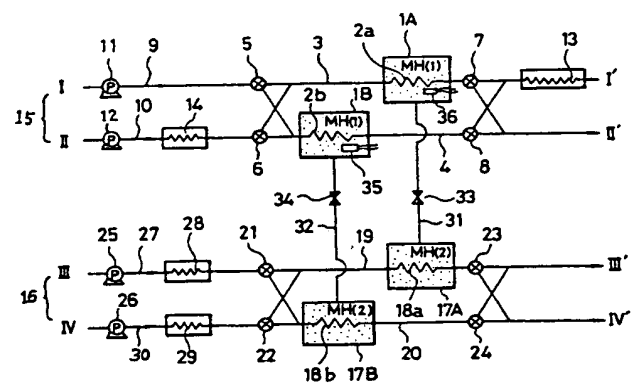 1A
2a
11
9
5
3
7
13
MH(1)
I
P
I′
1B
36
15
2b
12
10
14
MH(1)
II
P
II′
6
35
4
8
34
33
32
31
25
27
28
21
19
23
MH(2)
III
P
III′
16
26
18a
17A
MH(2)
IV
P
IV′
30
29
22
20
24
18b
17B